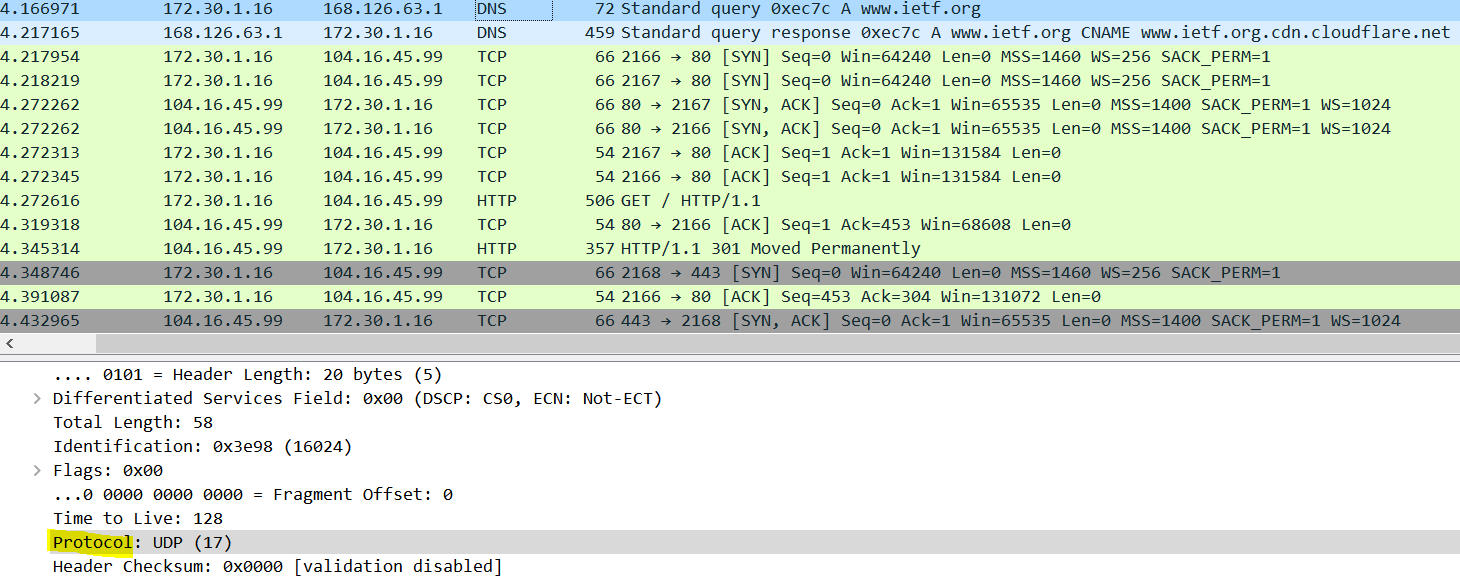 4.166971 172.30.1.16 168.126.63.1 DNS 72 Standard query 0xec7c A www.ietf.org
4.217165 168.126.63.1 172.30.1.16 DNS 459 Standard query response 0xec7c A www.ietf.org CNAME www.ietf.org.cdn.cloudflare.net
4.217954 172.30.1.16 104.16.45.99 TCP 66 2166 → 80 [SYN] Seq=0 Win=64240 Len=0 MSS=1460 WS=256 SACK_PERM=1
4.218219 172.30.1.16 104.16.45.99 TCP 66 2167 → 80 [SYN] Seq=0 Win=64240 Len=0 MSS=1460 WS=256 SACK_PERM=1
4.272262 104.16.45.99 172.30.1.16 TCP 66 80 → 2167 [SYN, ACK] Seq=0 Ack=1 Win=65535 Len=0 MSS=1400 SACK_PERM=1 WS=1024
4.272262 104.16.45.99 172.30.1.16 TCP 66 80 → 2166 [SYN, ACK] Seq=0 Ack=1 Win=65535 Len=0 MSS=1400 SACK_PERM=1 WS=1024
4.272313 172.30.1.16 104.16.45.99 TCP 54 2167 → 80 [ACK] Seq=1 Ack=1 Win=131584 Len=0
4.272345 172.30.1.16 104.16.45.99 TCP 54 2166 → 80 [ACK] Seq=1 Ack=1 Win=131584 Len=0
4.272616 172.30.1.16 104.16.45.99 HTTP 506 GET / HTTP/1.1
4.319318 104.16.45.99 172.30.1.16 TCP 54 80 → 2166 [ACK] Seq=1 Ack=453 Win=68608 Len=0
4.345314 104.16.45.99 172.30.1.16 HTTP 357 HTTP/1.1 301 Moved Permanently
4.348746 172.30.1.16 104.16.45.99 TCP 66 2168 → 443 [SYN] Seq=0 Win=64240 Len=0 MSS=1460 WS=256 SACK_PERM=1
4.391087 172.30.1.16 104.16.45.99 TCP 54 2166 → 80 [ACK] Seq=453 Ack=304 Win=131072 Len=0
4.432965 104.16.45.99 172.30.1.16 TCP 66 443 → 2168 [SYN, ACK] Seq=0 Ack=1 Win=65535 Len=0 MSS=1400 SACK_PERM=1 WS=1024
.... 0101 = Header Length: 20 bytes (5)
Differentiated Services Field: 0x00 (DSCP: CS0, ECN: Not-ECT)
Total Length: 58
Identification: 0x3e98 (16024)
Flags: 0x00
...0 0000 0000 0000 = Fragment Offset: 0
Time to Live: 128
Protocol: UDP (17)
Header Checksum: 0x0000 [validation disabled]